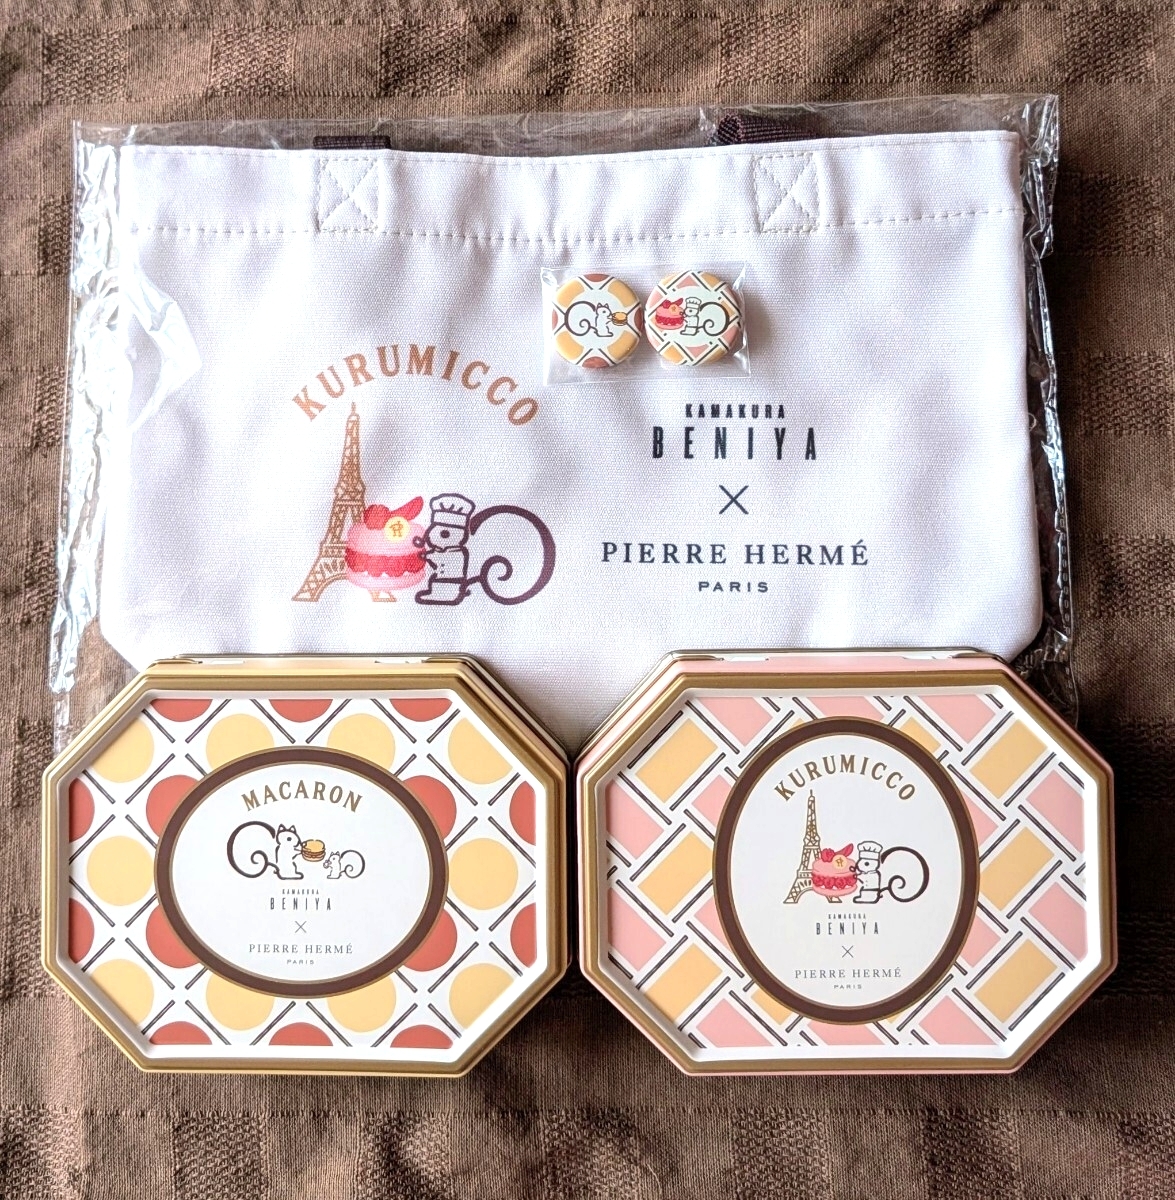 KURUMICCO
KAMAKURA
BENIYA
×
PIERRE HERMÉ
PARIS
MACARON
KAMAKURA
BENIYA
×
PIERRE HERMÉ
PARIS
KURUMICCO
KAMAKURA
BENIYA
×
PIERRE HERMÉ
PARIS